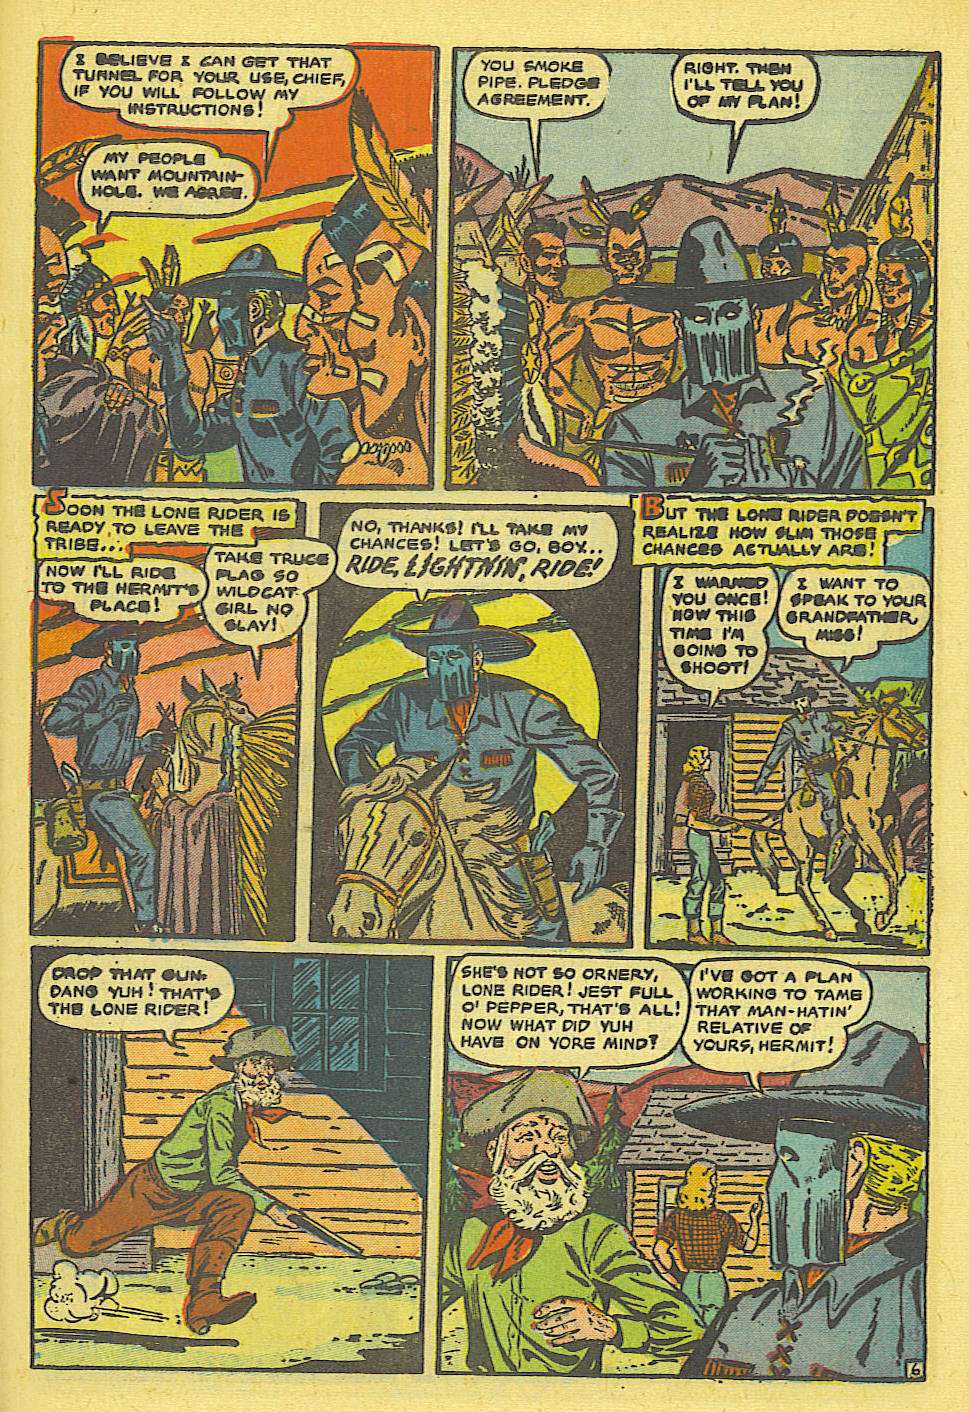 I BELIEVE I CAN GET THAT
TUNNEL FOR YOUR USE, CHIEF,
IF YOU WILL FOLLOW MY
INSTRUCTIONS!
MY PEOPLE
WANT MOUNTAIN-
HOLE. WE AGREE.
YOU SMOKE
PIPE. PLEDGE
AGREEMENT.
RIGHT. THEN
I'LL TELL YOU
OF MY PLAN!
SOON THE LONE RIDER IS
READY TO LEAVE THE
TRIBE...
NOW I'LL RIDE
TO THE HERMIT'S
PLACE!
TAKE TRUCE
FLAG SO
WILDCAT
GIRL NO
SLAY!
NO, THANKS! I'LL TAKE MY
CHANCES! LET'S GO, BOY...
RIDE, LIGHTNIN', RIDE!
BUT THE LONE RIDER DOESN'T
REALIZE HOW SLIM THOSE
CHANCES ACTUALLY ARE!
I WARNED
YOU ONCE!
NOW THIS
TIME I'M
GOING TO
SHOOT!
I WANT TO
SPEAK TO YOUR
GRANDFATHER,
MISS!
DROP THAT GUN,
DANG YUH! THAT'S
THE LONE RIDER!
SHE'S NOT SO ORNERY,
LONE RIDER! JEST FULL
O' PEPPER, THAT'S ALL!
NOW WHAT DID YUH
HAVE ON YORE MIND?
I'VE GOT A PLAN
WORKING TO TAME
THAT MAN-HATIN'
RELATIVE OF
YOURS, HERMIT!
6